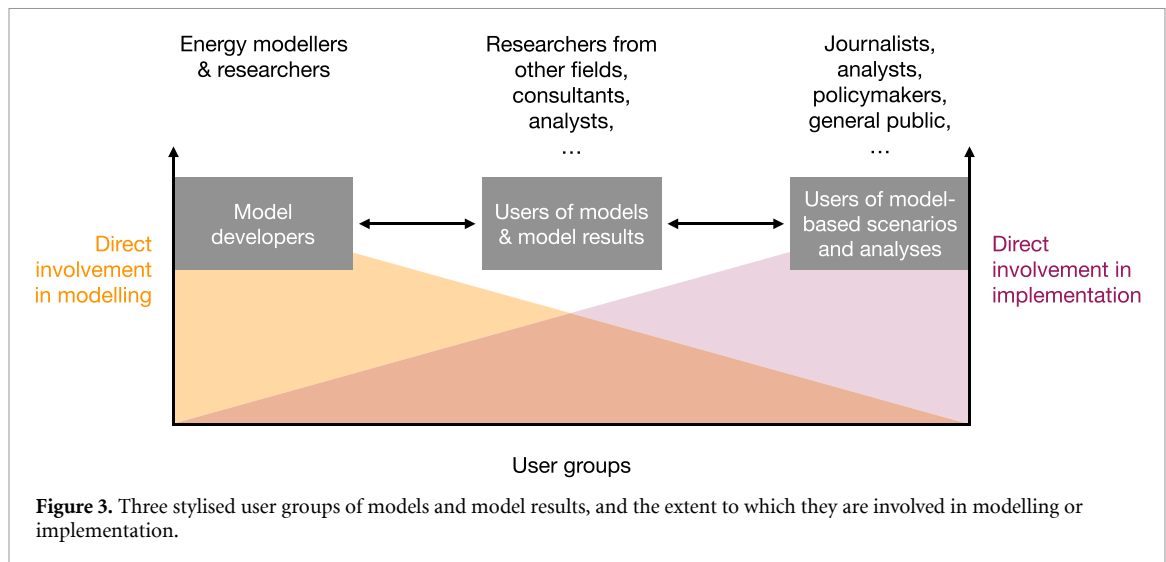 Energy modellers
& researchers
Researchers from
other fields,
consultants,
analysts,
...
Journalists,
analysts,
policymakers,
general public,
...
Model
developers
Users of models
& model results
Users of model-
based scenarios
and analyses
Direct
involvement
in modelling
Direct
involvement in
implementation
User groups
Figure 3. Three stylised user groups of models and model results, and the extent to which they are involved in modelling or
implementation.